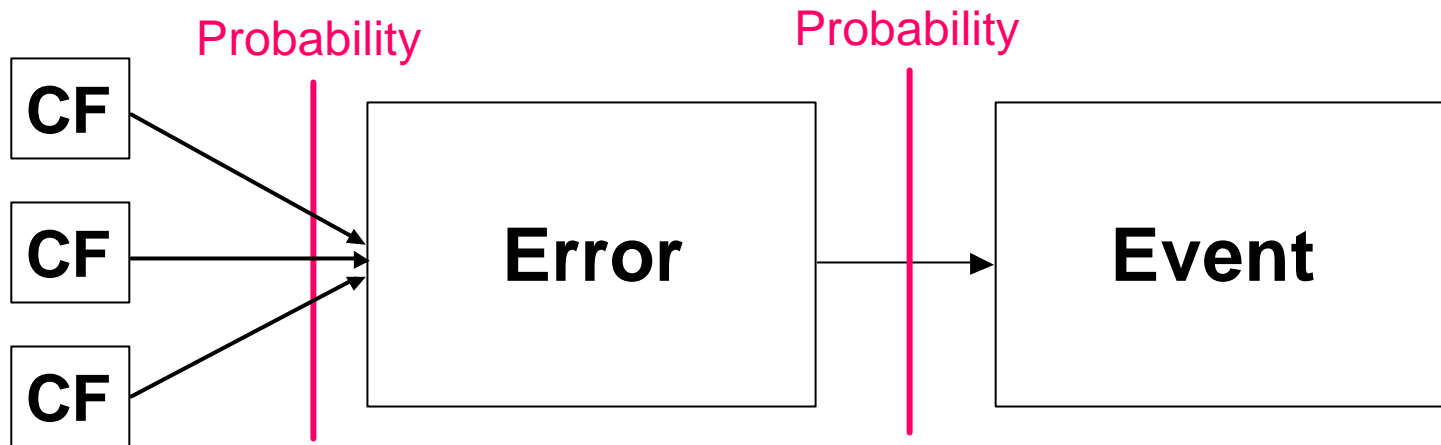 Probability
Probability
CF
CF
CF
Error
Event